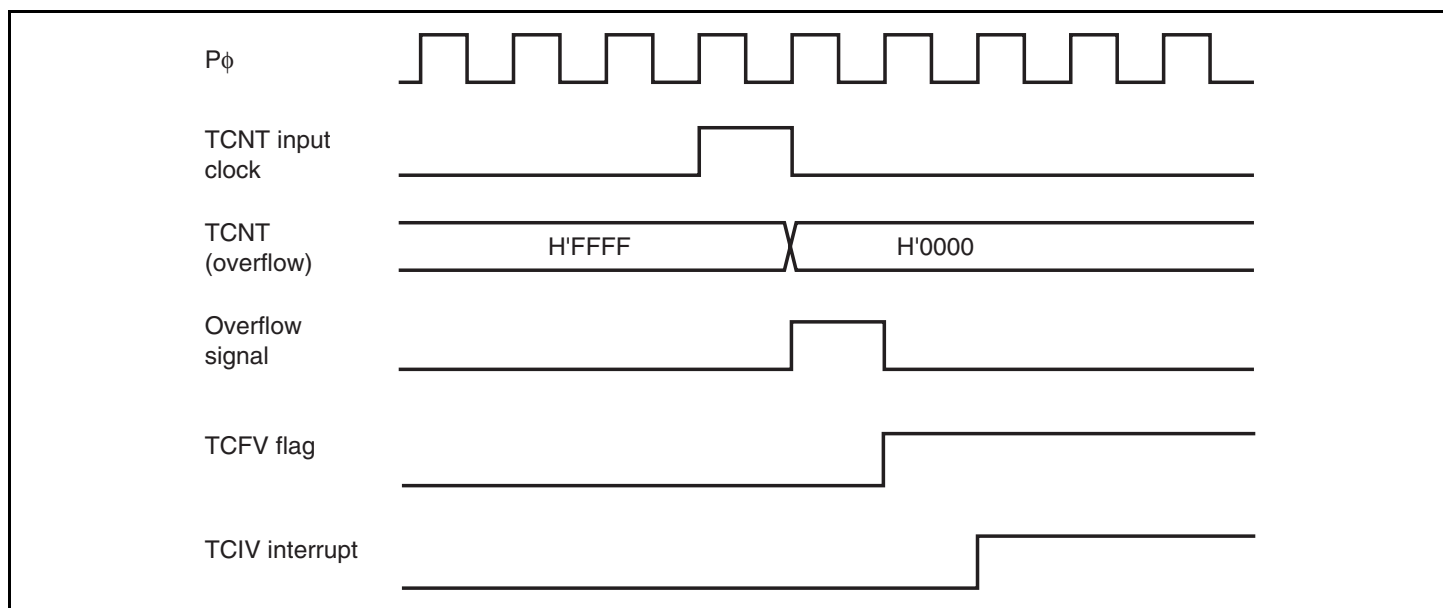 Pϕ
TCNT input
clock
TCNT
(overflow)
H'FFFF
H'0000
Overflow
signal
TCFV flag
TCIV interrupt